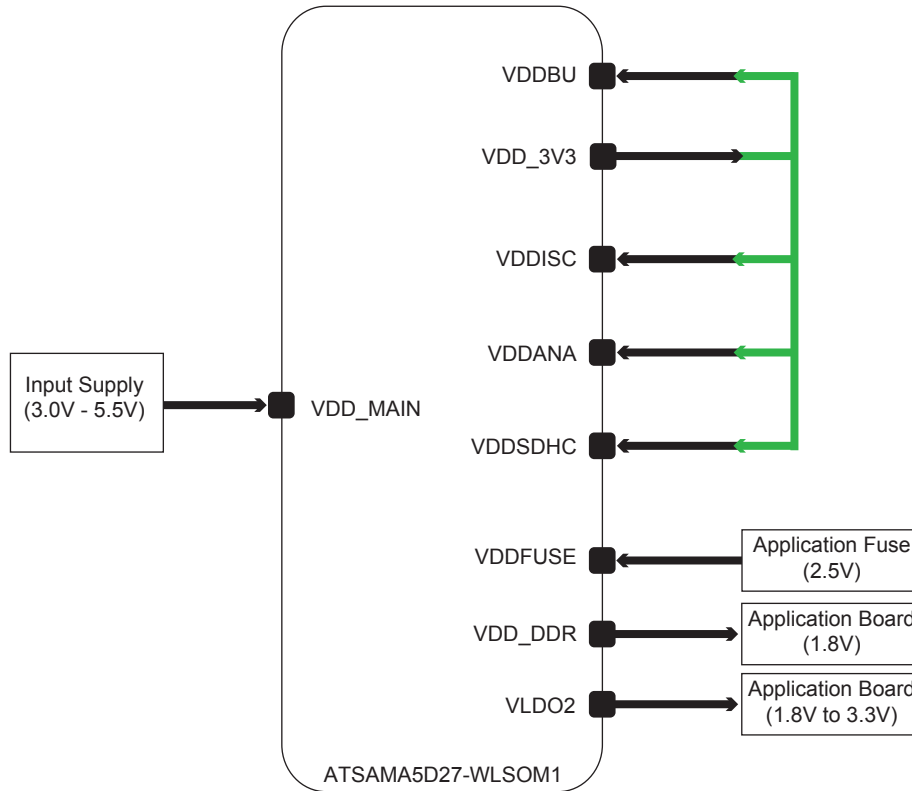 VDDBU
VDD_3V3
VDDISC
VDDANA
Input Supply
(3.0V - 5.5V)
VDD_MAIN
VDDSDHC
VDDFUSE
Application Fuse
(2.5V)
VDD_DDR
Application Board
(1.8V)
VLDO2
Application Board
(1.8V to 3.3V)
ATSAMA5D27-WLSOM1